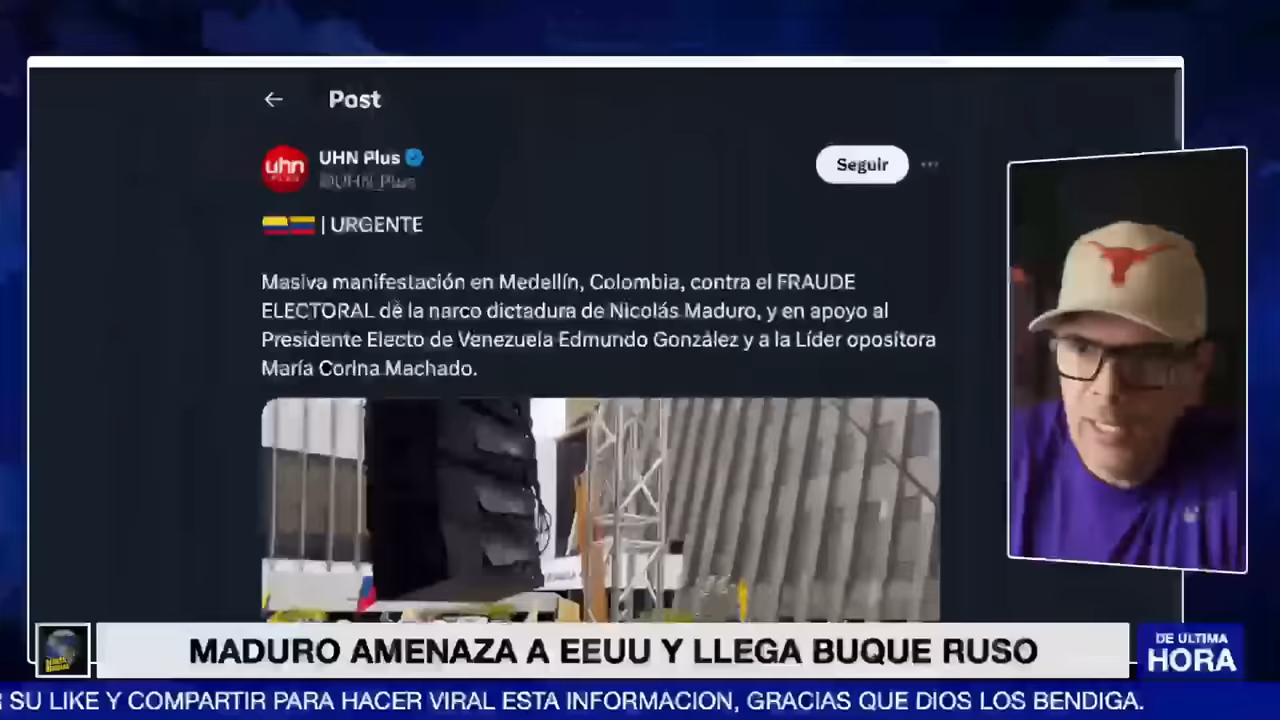 Post
uhn
PLUS
UHN Plus
@UHN_Plus
Seguir
| URGENTE
Masiva manifestación en Medellín, Colombia, contra el FRAUDE
ELECTORAL de la narco dictadura de Nicolás Maduro, y en apoyo al
Presidente Electo de Venezuela Edmundo González y a la Líder opositora
María Corina Machado.
MADURO AMENAZA A EEUU Y LLEGA BUQUE RUSO
DE ULTIMA
HORA
SU LIKE Y COMPARTIR PARA HACER VIRAL ESTA INFORMACION, GRACIAS QUE DIOS LOS BENDIGA.